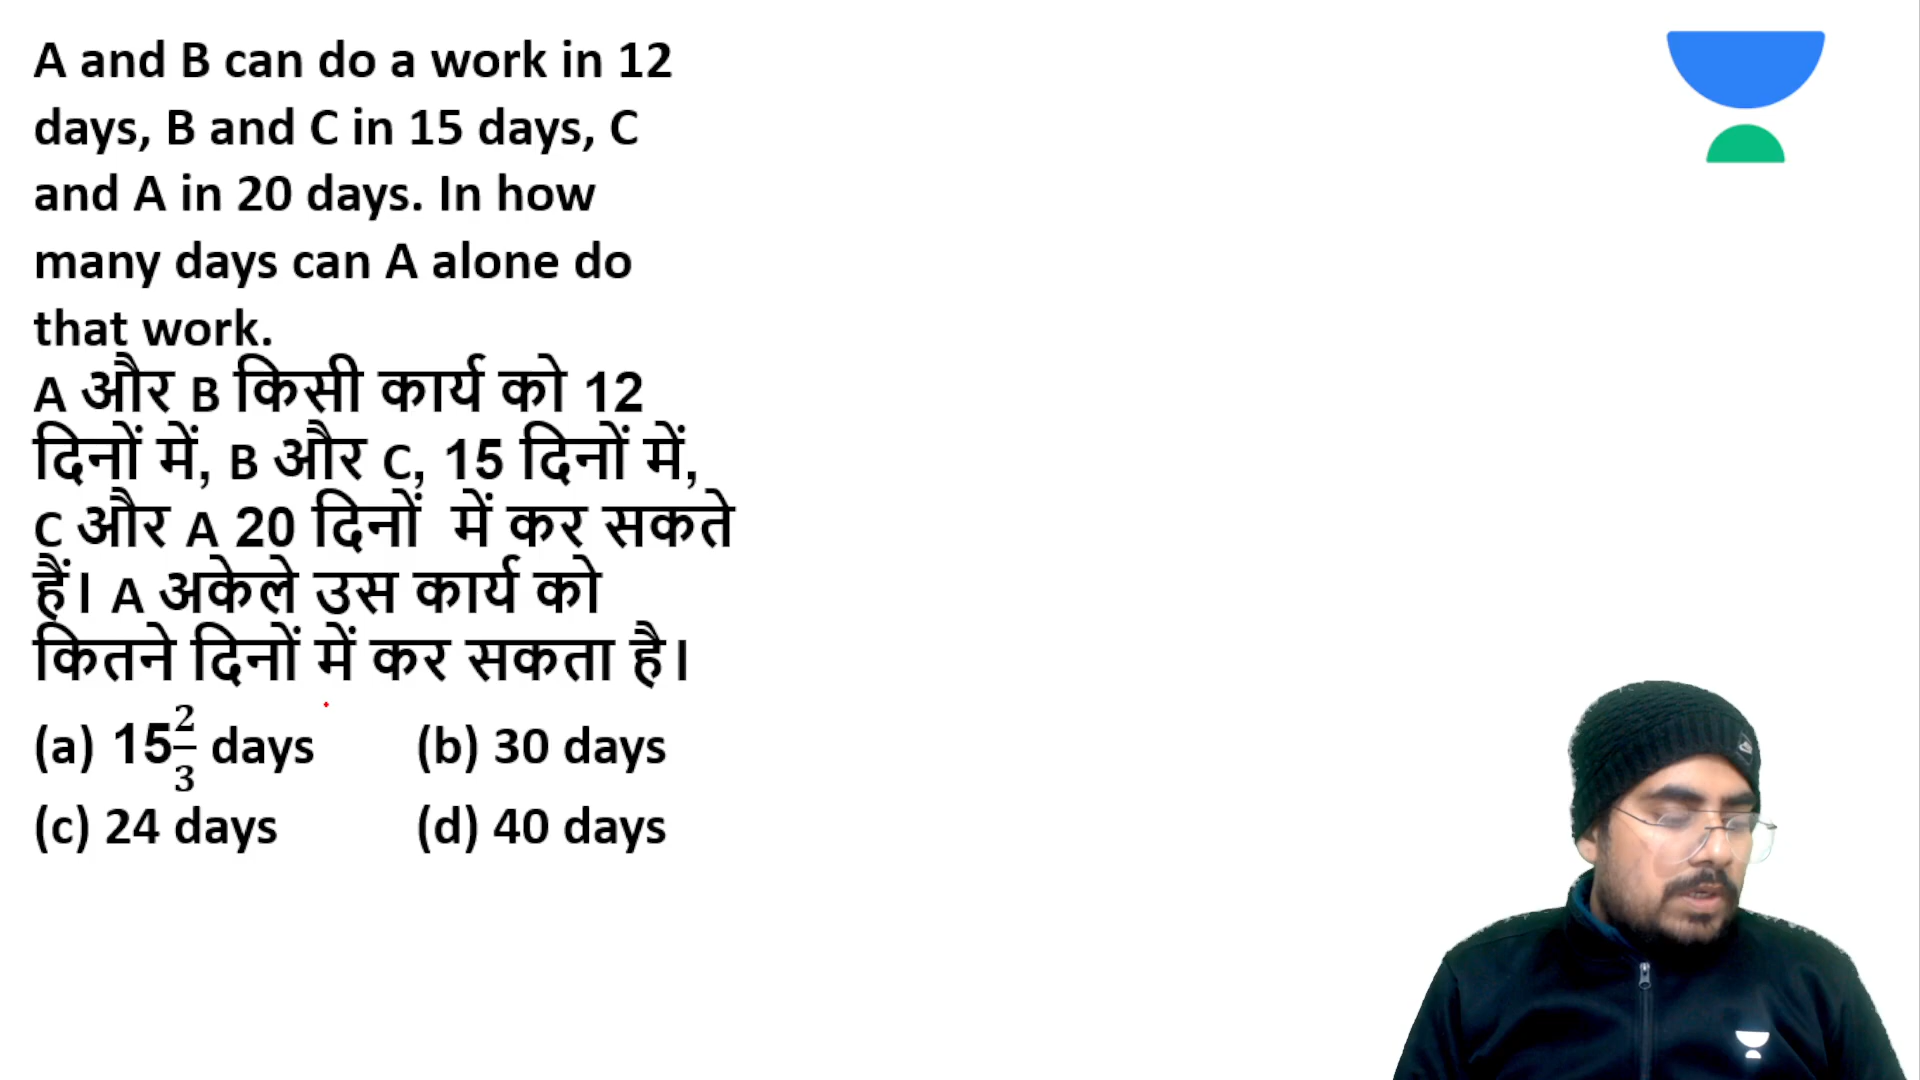 A and B can do a work in 12
days, B and C in 15 days, C
and A in 20 days. In how
many days can A alone do
that work.
A और B किसी कार्य को 12
दिनों में, B और C, 15 दिनों में,
C और A 20 दिनों में कर सकते
हैं। A अकेले उस कार्य को
कितने दिनों में कर सकता है।
(a) 15 2/3 days (b) 30 days
(c) 24 days (d) 40 days